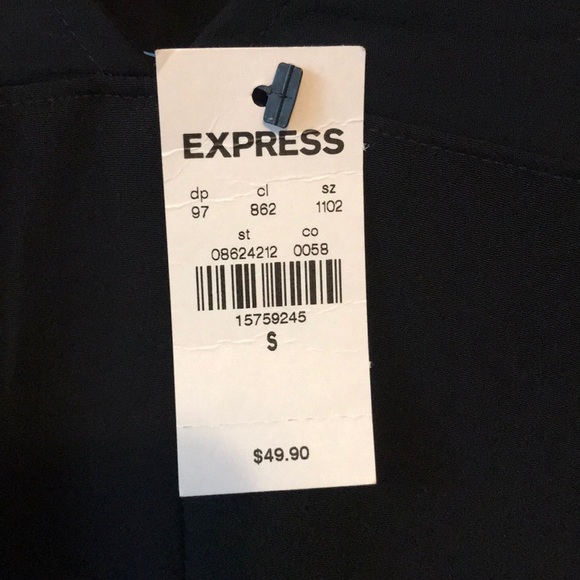 EXPRESS
dp cl sz
97 862 1102
st co
08624212 0058
15759245
S
$49.90